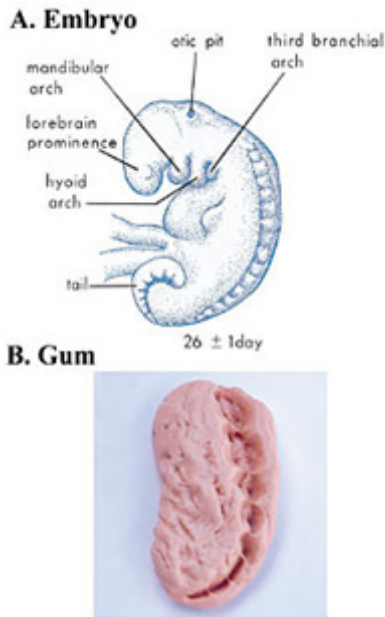 A. Embryo
otic pit
third branchial
arch
mandibular
arch
forebrain
prominence
hyoid
arch
tail
26 ± 1day
B. Gum